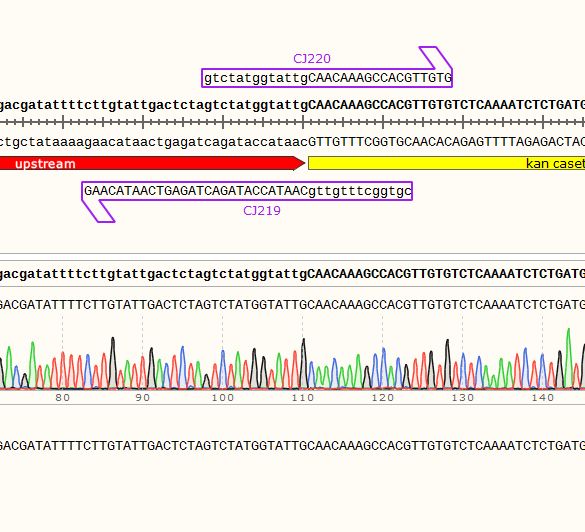 CJ220
gtctatggtattgCAACAAAGCCACGTTGTG
gacgatattttcttgtattgactctagtctatggtattgCAACAAAGCCACGTTGTGTCTCAAAATCTCTGATG
ctgctataaaagaacataactgagatcagataccataacGTTGTTTCGGTGCAACACAGAGTTTTAGAGACTAC
upstream kan caset
GAACATAACTGAGATCAGATACCATAACgttgtttcggtgc
CJ219
gacgatattttcttgtattgactctagtctatggtattgCAACAAAGCCACGTTGTGTCTCAAAATCTCTGATG
GACGATATTTTCTTGTATTGACTCTAGTCTATGGTATTGCAACAAAGCCACGTTGTGTCTCAAAATCTCTGATG
80 90 100 110 120 130 140
GACGATATTTTCTTGTATTGACTCTAGTCTATGGTATTGCAACAAAGCCACGTTGTGTCTCAAAATCTCTGATG